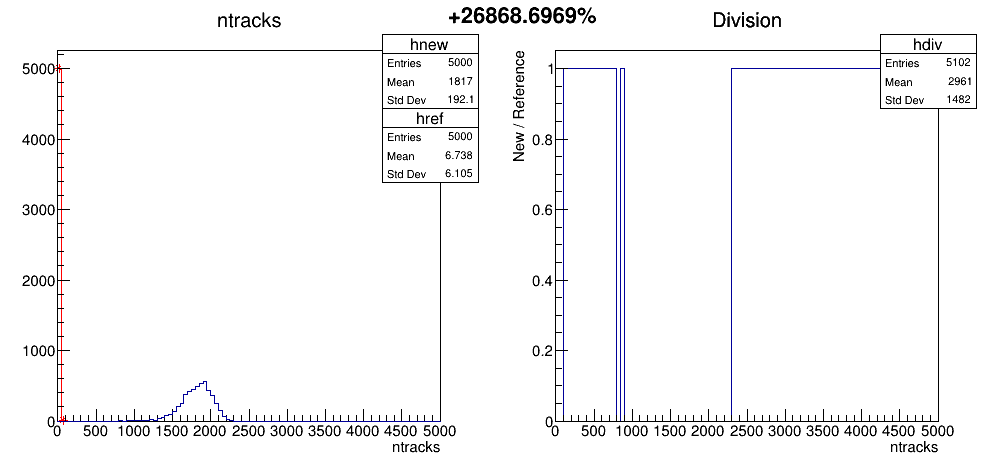 +26868.6969%
ntracks
hnew
Entries 5000
Mean 1817
Std Dev 192.1
href
Entries 5000
Mean 6.738
Std Dev 6.105
5000
4000
3000
2000
1000
0
0 500 1000 1500 2000 2500 3000 3500 4000 4500 5000
ntracks
Division
hdiv
Entries 5102
Mean 2961
Std Dev 1482
New / Reference
1
0.8
0.6
0.4
0.2
0
0 500 1000 1500 2000 2500 3000 3500 4000 4500 5000
ntracks